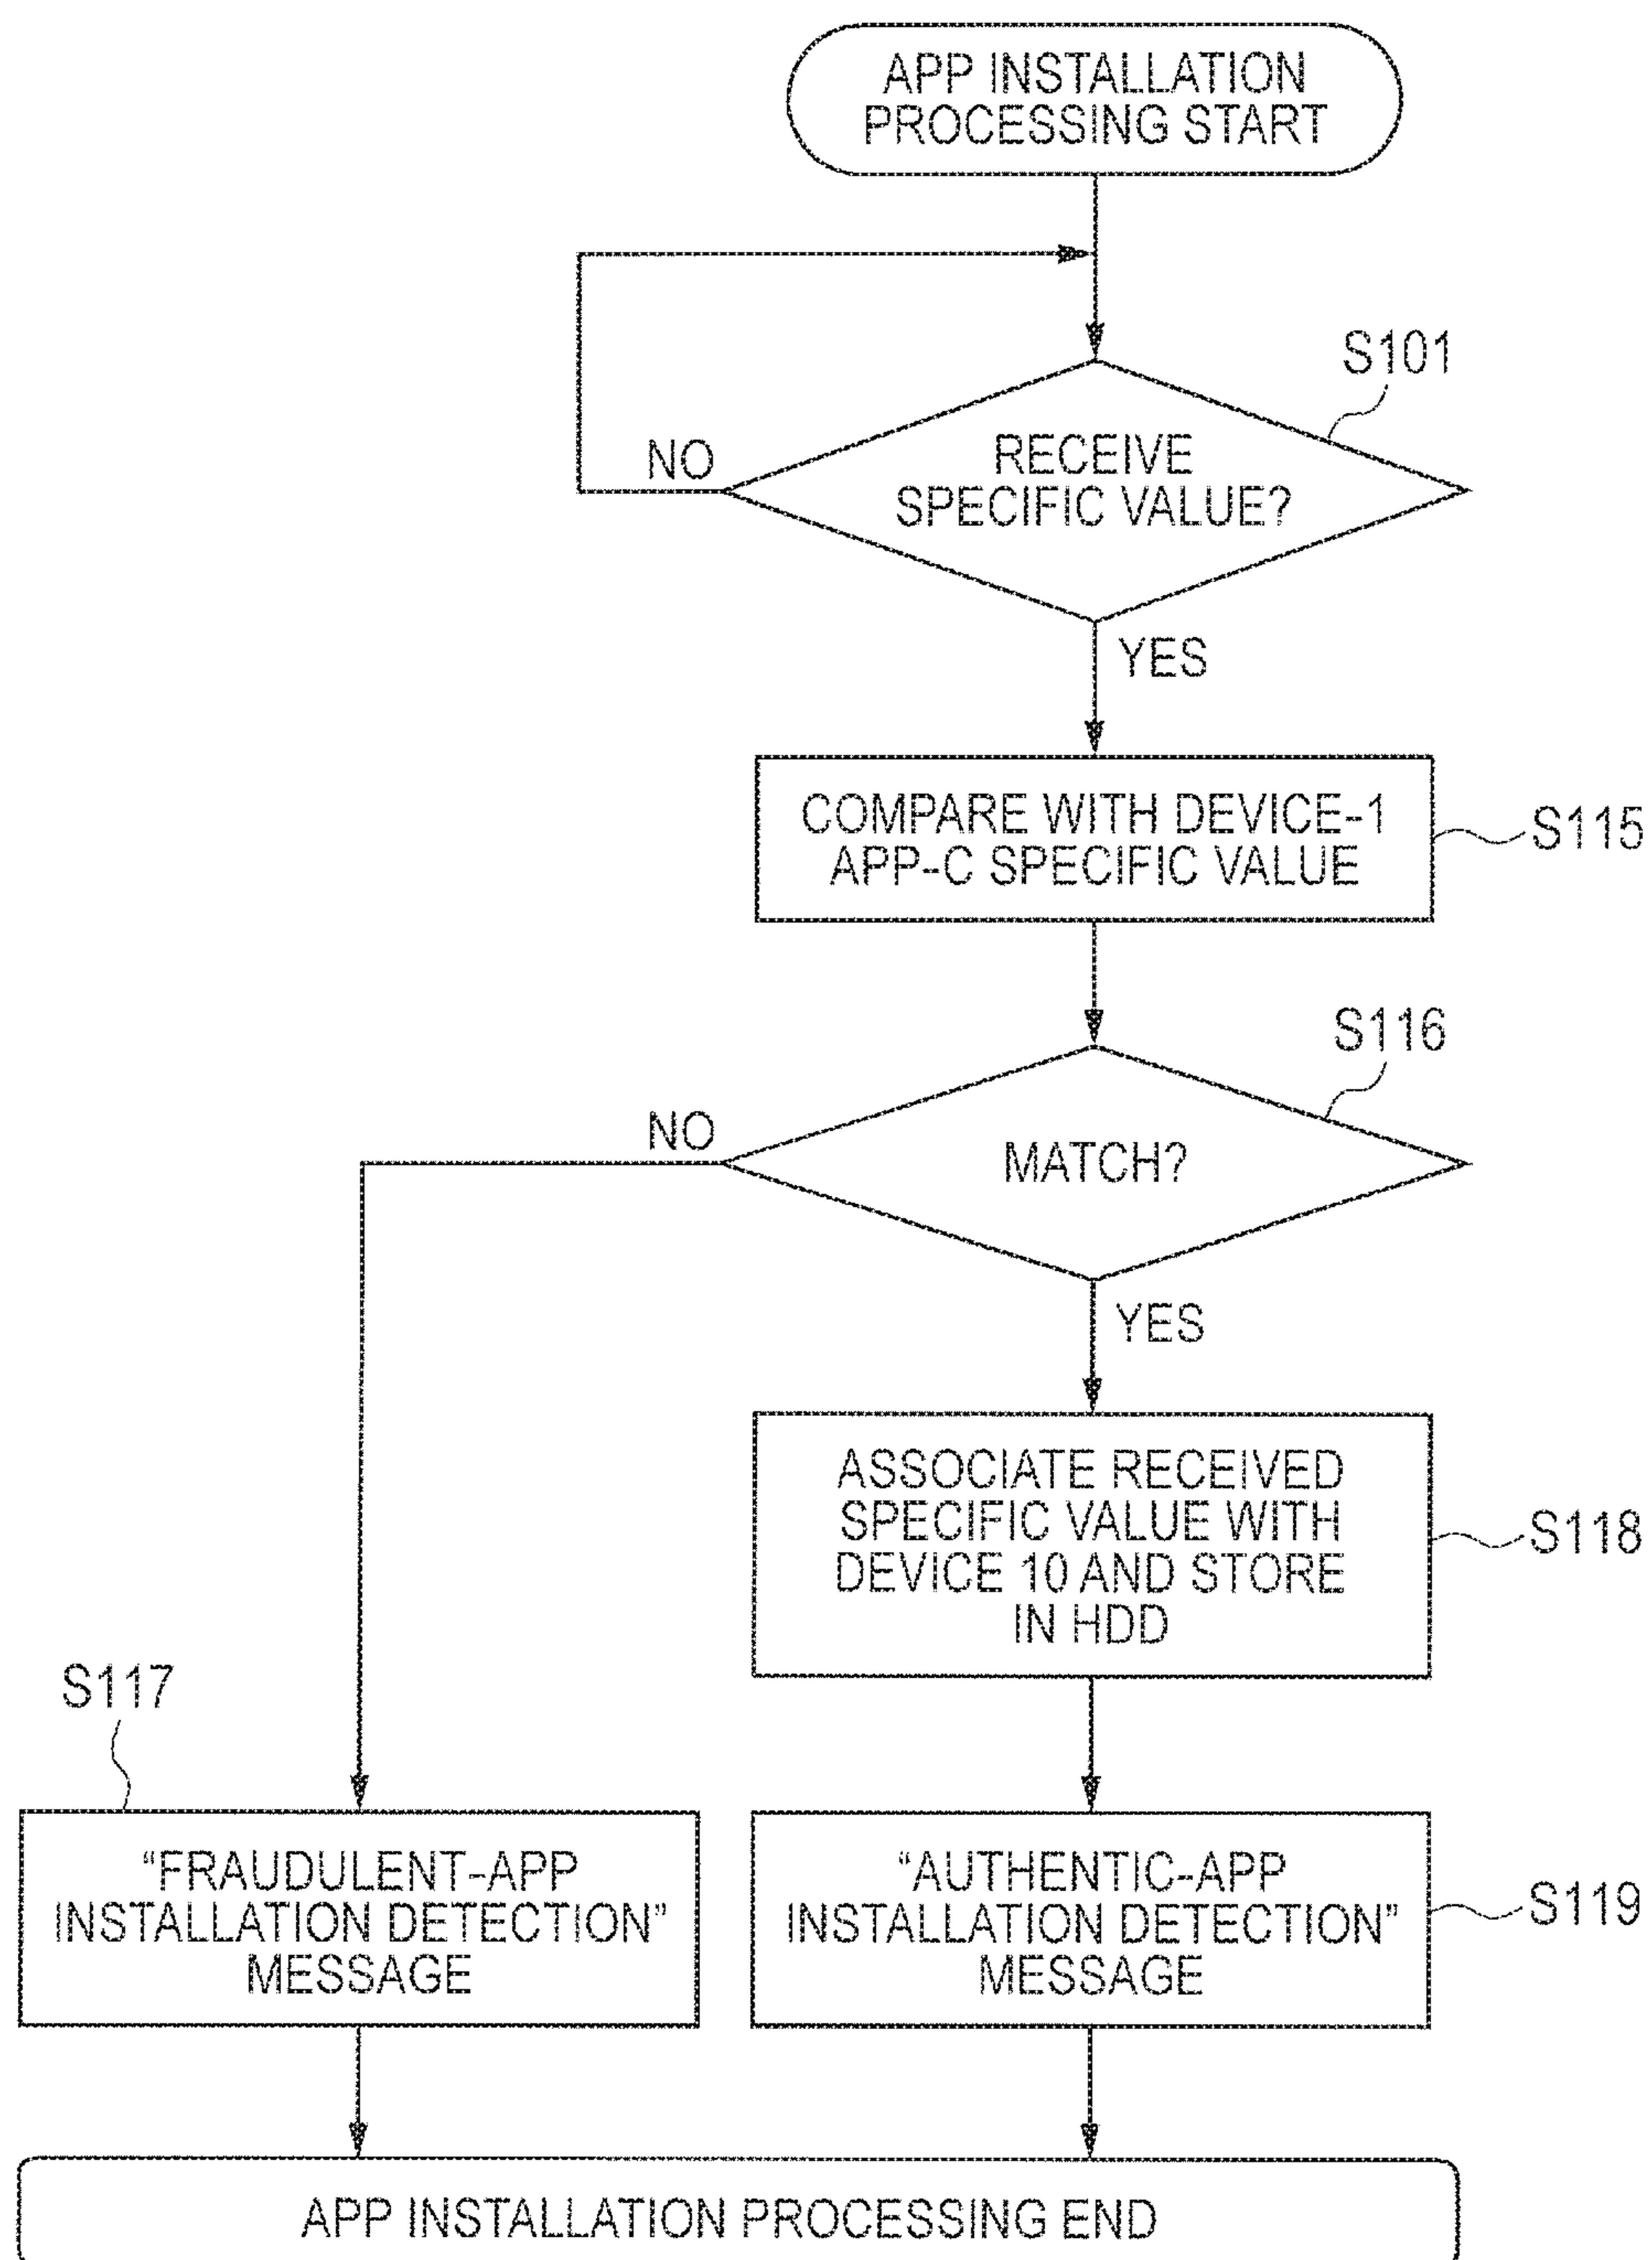 APP INSTALLATION
PROCESSING START
S101
NO
RECEIVE
SPECIFIC VALUE?
YES
COMPARE WITH DEVICE-1
APP-C SPECIFIC VALUE
S115
S116
NO
MATCH?
YES
ASSOCIATE RECEIVED
SPECIFIC VALUE WITH
DEVICE 10 AND STORE
IN HDD
S118
S117
“FRAUDULENT-APP
INSTALLATION DETECTION”
MESSAGE
“AUTHENTIC-APP
INSTALLATION DETECTION”
MESSAGE
S119
APP INSTALLATION PROCESSING END